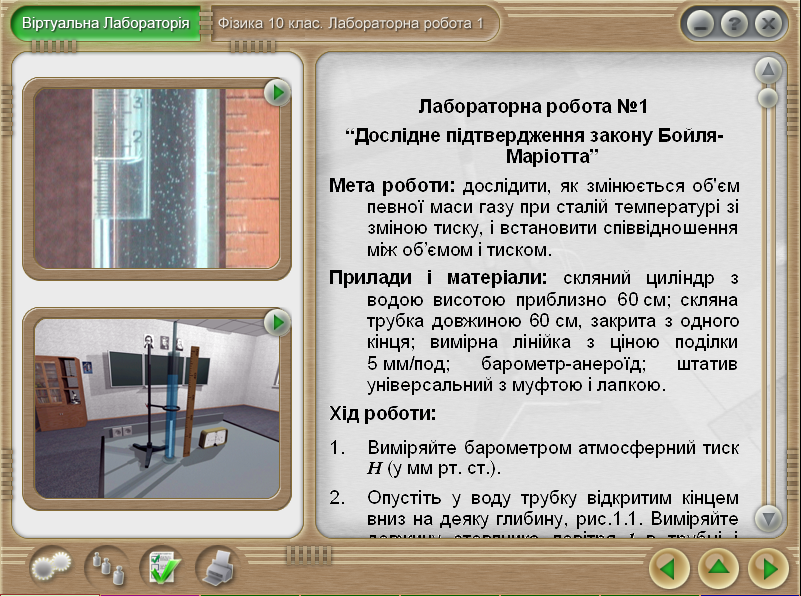 Віртуальна Лабораторія
Фізика 10 клас. Лабораторна робота 1
3
2
Лабораторна робота №1
“Дослідне підтвердження закону Бойля-
Маріотта”
Мета роботи: дослідити, як змінюється об'єм
певної маси газу при сталій температурі зі
зміною тиску, і встановити співвідношення
між об’ємом і тиском.
Прилади і матеріали: скляний циліндр з
водою висотою приблизно 60 см; скляна
трубка довжиною 60 см, закрита з одного
кінця; вимірна лінійка з ціною поділки
5 мм/под; барометр-анероїд; штатив
універсальний з муфтою і лапкою.
Хід роботи:
1. Виміряйте барометром атмосферний тиск
H (у мм рт. ст.).
2. Опустіть у воду трубку відкритим кінцем
вниз на деяку глибину, рис.1.1. Виміряйте